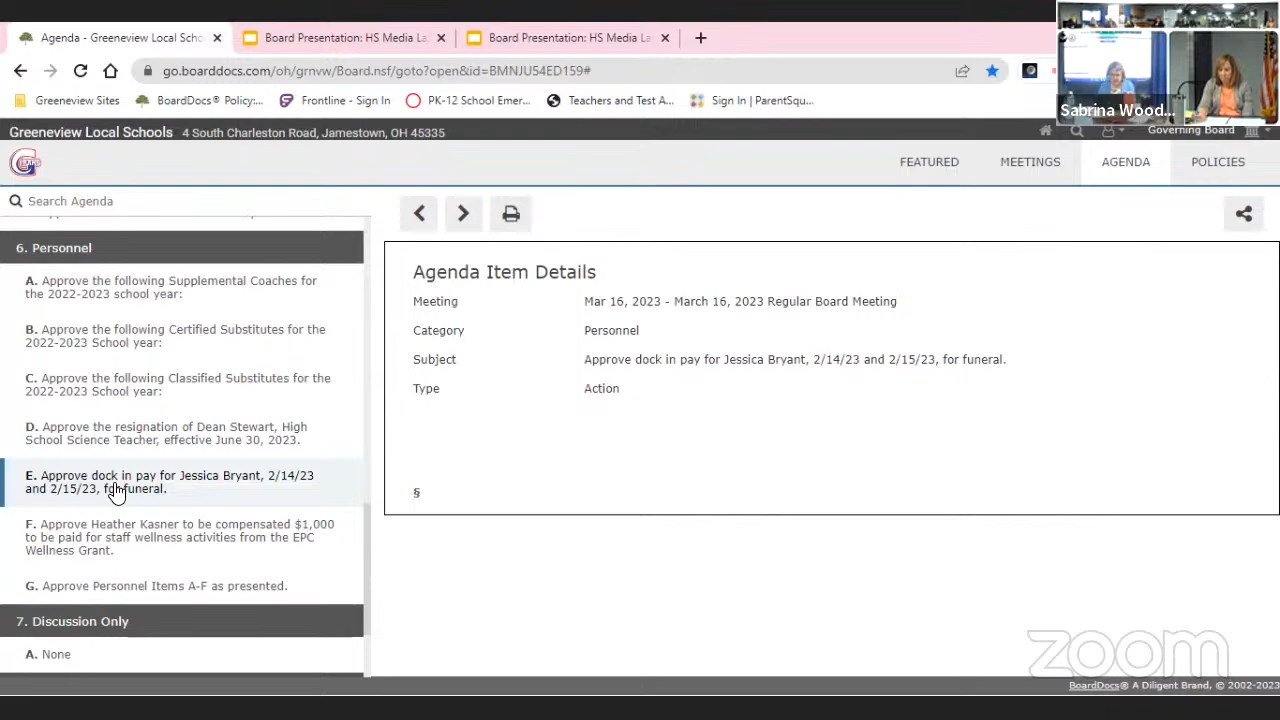 Agenda - Greeneview Local Scho
Board Presentation: HS Media
Board Presentation: HS Media La
go.boarddocs.com/oh/grnvw/Board.nsf/goto?open&id=BMNJU54ED159#
Greeneview Sites
BoardDocs® Policy:...
Frontline - Sign In
PK-12 School Emer...
Teachers and Test A...
Sign In | ParentSqu...
Sabrina Wood...
Greeneview Local Schools 4 South Charleston Road, Jamestown, OH 45335
Governing Board
FEATURED
MEETINGS
AGENDA
POLICIES
Search Agenda
6. Personnel
A. Approve the following Supplemental Coaches for
the 2022-2023 school year:
B. Approve the following Certified Substitutes for the
2022-2023 School year:
C. Approve the following Classified Substitutes for the
2022-2023 School year:
D. Approve the resignation of Dean Stewart, High
School Science Teacher, effective June 30, 2023.
E. Approve dock in pay for Jessica Bryant, 2/14/23
and 2/15/23, for funeral.
F. Approve Heather Kasner to be compensated $1,000
to be paid for staff wellness activities from the EPC
Wellness Grant.
G. Approve Personnel Items A-F as presented.
7. Discussion Only
A. None
Agenda Item Details
Meeting Mar 16, 2023 - March 16, 2023 Regular Board Meeting
Category Personnel
Subject Approve dock in pay for Jessica Bryant, 2/14/23 and 2/15/23, for funeral.
Type Action
§
zoom
BoardDocs® A Diligent Brand, © 2002-2023